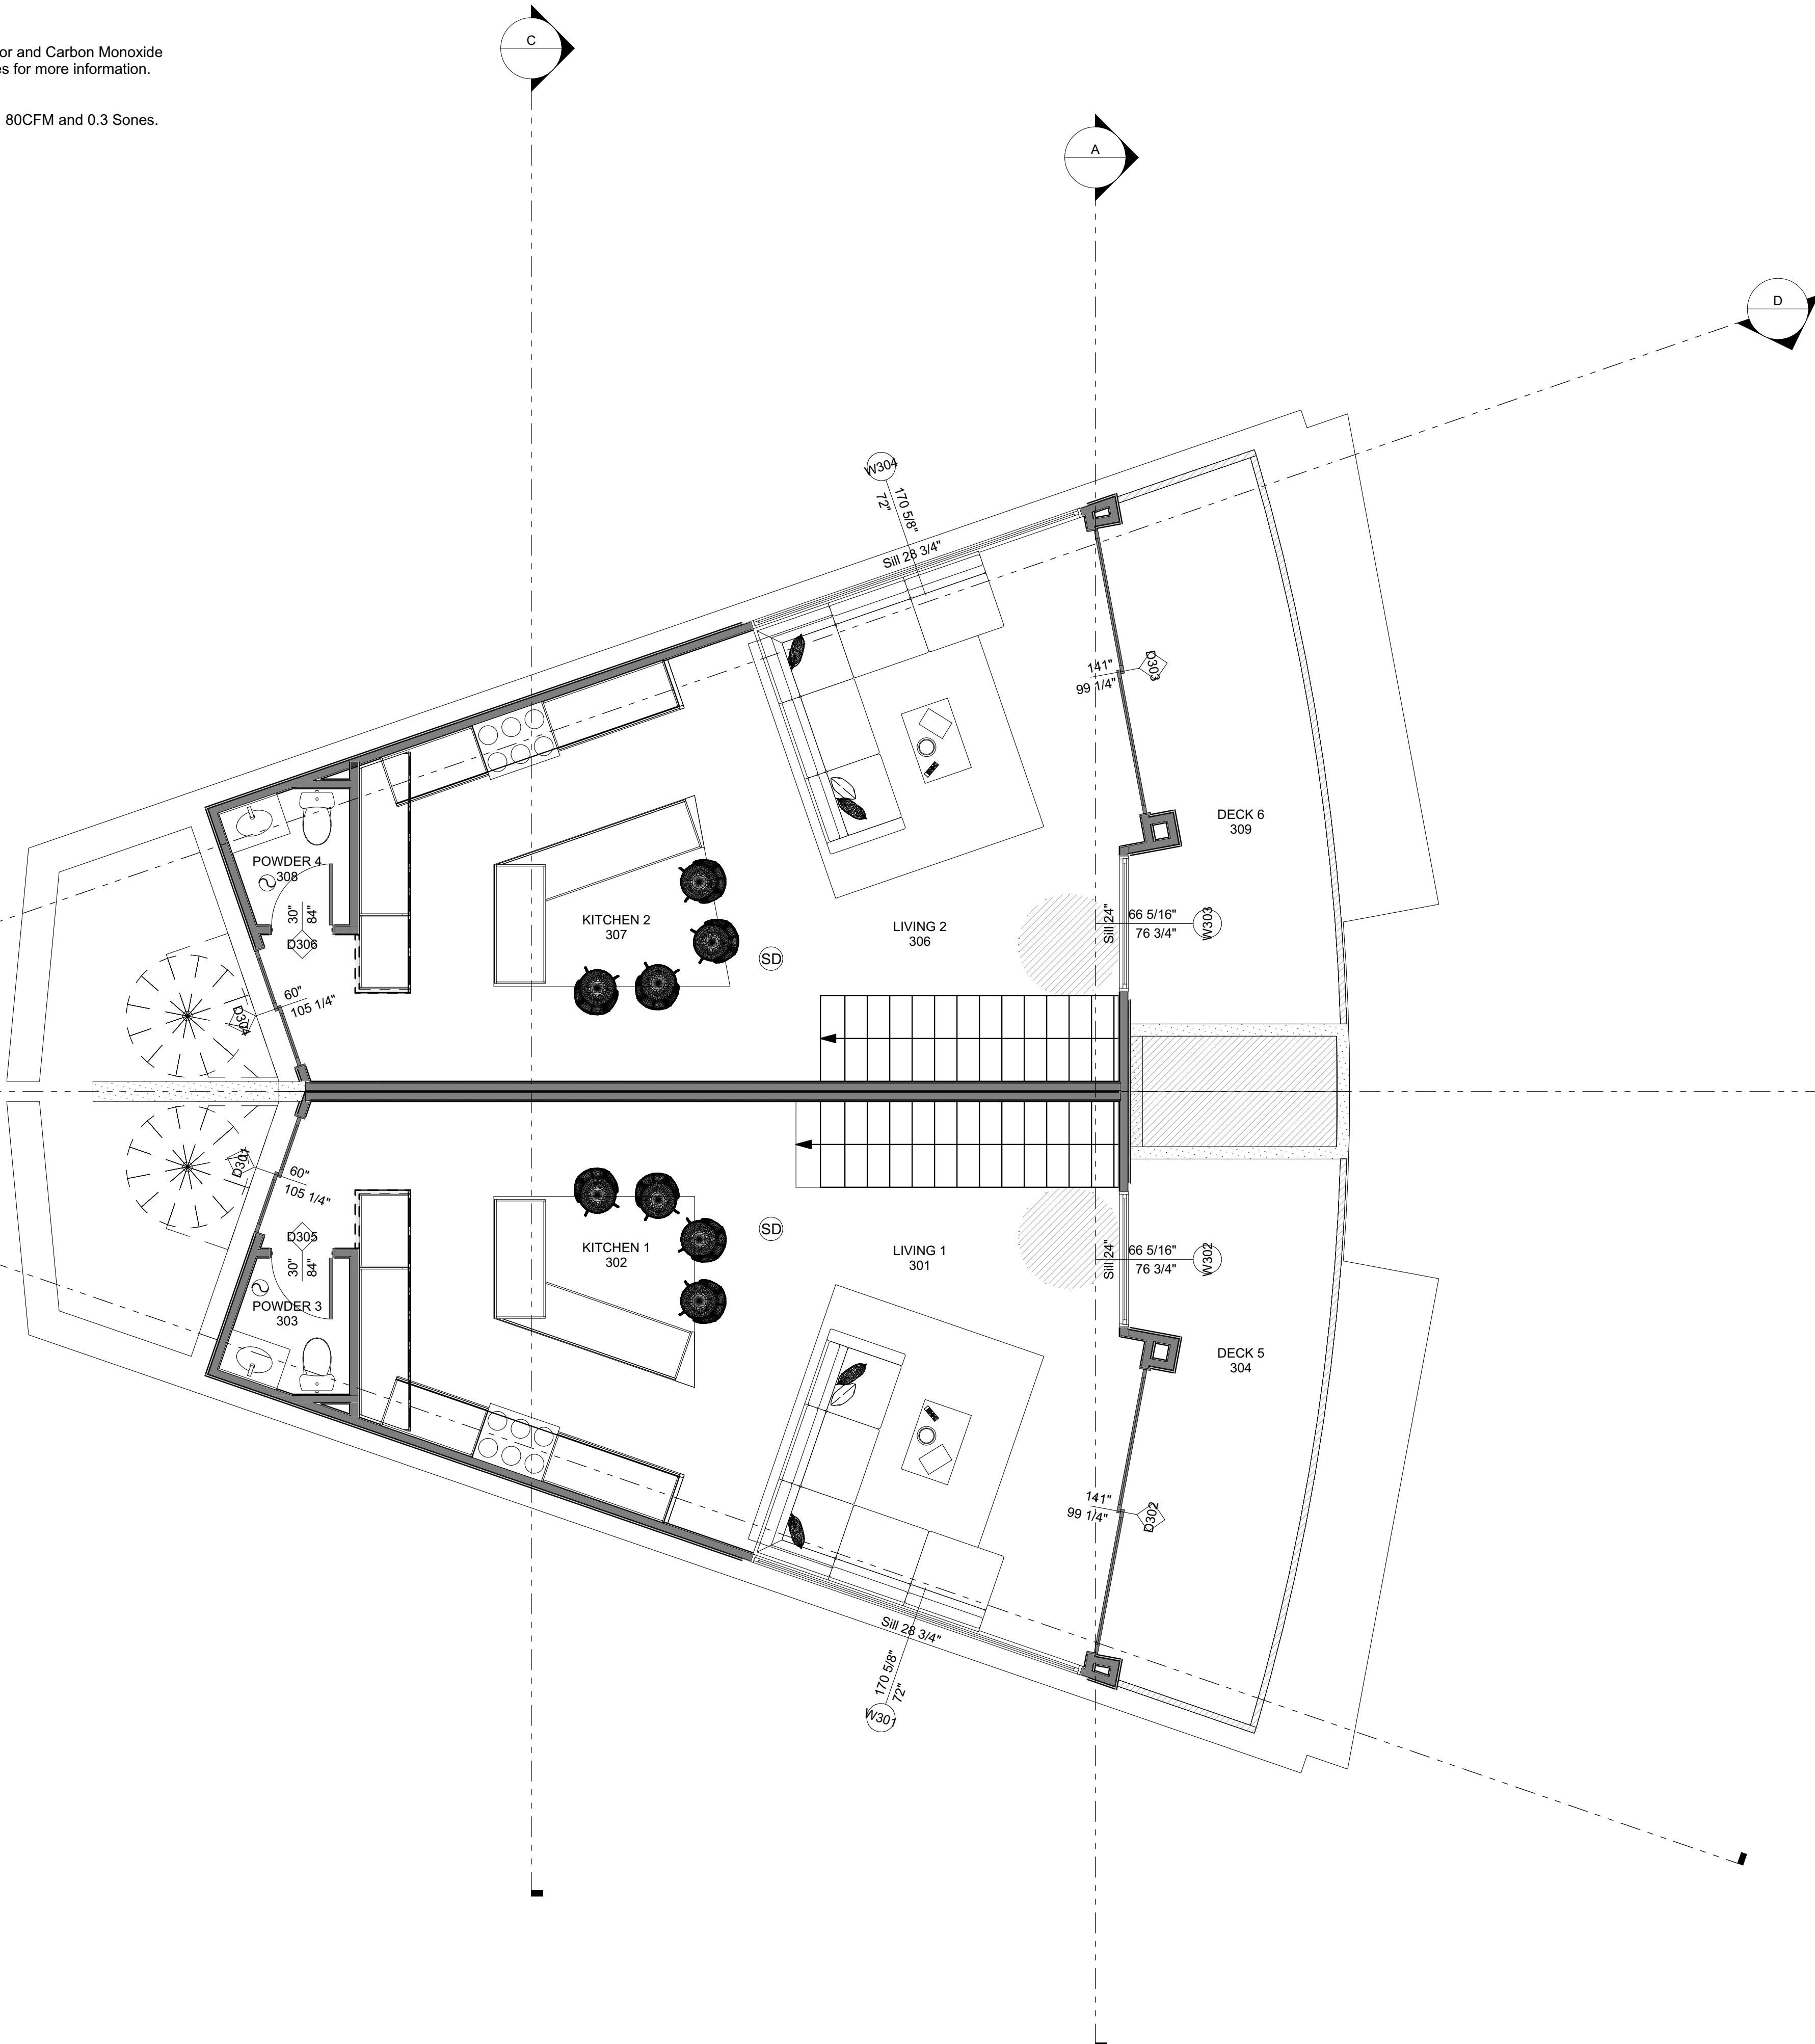 or and Carbon Monoxide
es for more information.
80CFM and 0.3 Sones.
C
A
D
W304
170 5/8"
72"
Sill 28 3/4"
D303
141"
99 1/4"
DECK 6
309
POWDER 4
308
30"
84"
D306
KITCHEN 2
307
LIVING 2
306
SD
Sill 24"
66 5/16"
76 3/4"
W303
D304
60"
105 1/4"
D301
60"
105 1/4"
D305
30"
84"
POWDER 3
303
KITCHEN 1
302
SD
LIVING 1
301
Sill 24"
66 5/16"
76 3/4"
W302
DECK 5
304
141"
99 1/4"
D302
Sill 28 3/4"
170 5/8"
72"
W301